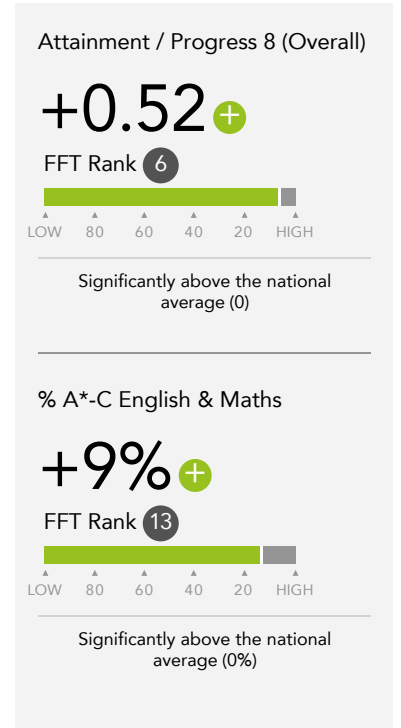 Attainment / Progress 8 (Overall)
+0.52 +
FFT Rank 6
LOW 80 60 40 20 HIGH
Significantly above the national
average (0)
% A*-C English & Maths
+9% +
FFT Rank 13
LOW 80 60 40 20 HIGH
Significantly above the national
average (0%)